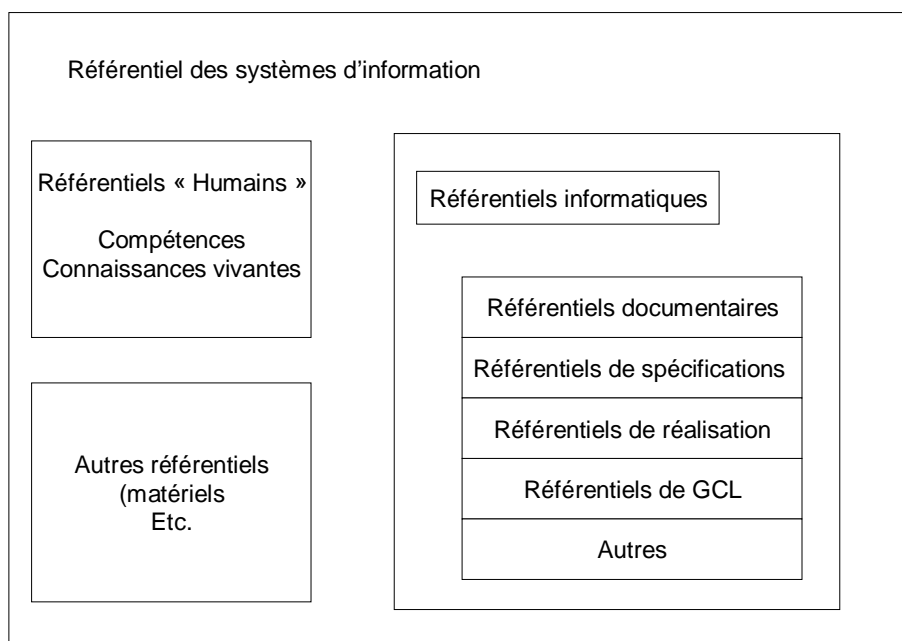 Référentiel des systèmes d’information
Référentiels « Humains »
Compétences
Connaissances vivantes
Autres référentiels
(matériels
Etc.
Référentiels informatiques
Référentiels documentaires
Référentiels de spécifications
Référentiels de réalisation
Référentiels de GCL
Autres